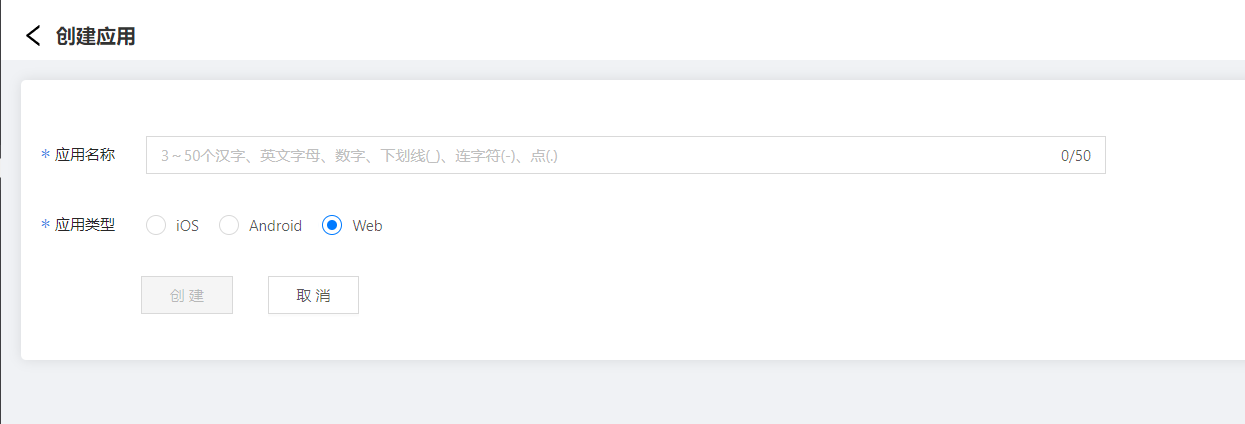 创建应用
* 应用名称 3～50个汉字、英文字母、数字、下划线(_)、连字符(-)、点(.) 0/50
* 应用类型 iOS Android Web
创 建 取 消